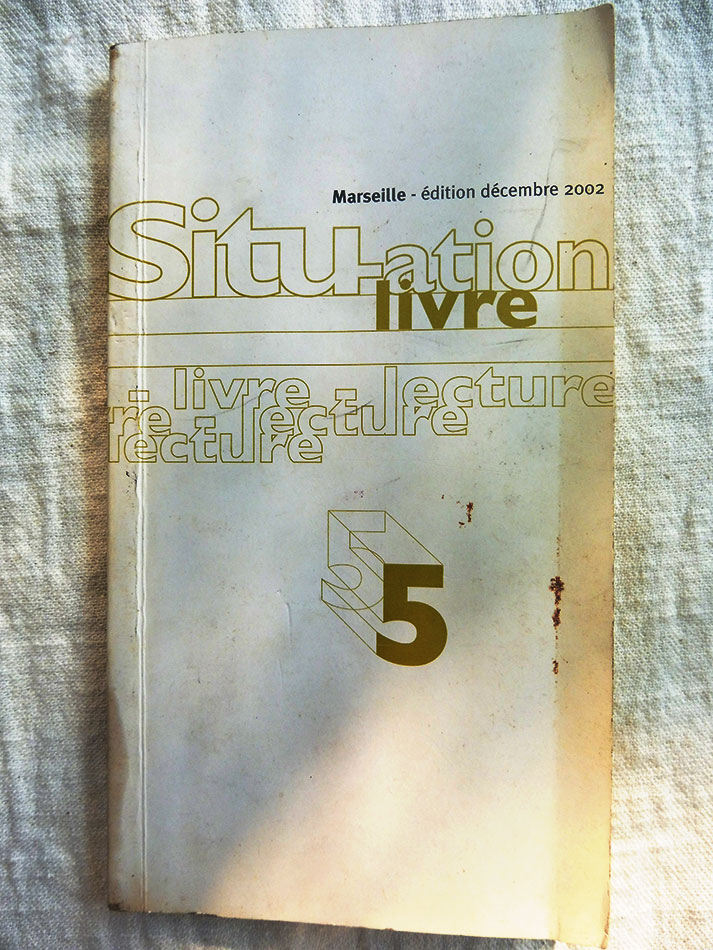 Marseille - édition décembre 2002
Situ-ation
livre
- livre - lecture
re - lecture
lecture
5
5